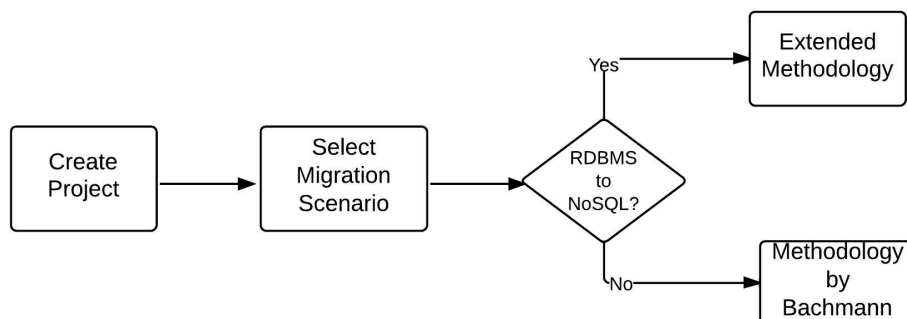 Create
Project
Select
Migration
Scenario
RDBMS
to
NoSQL?
Yes
Extended
Methodology
No
Methodology
by
Bachmann